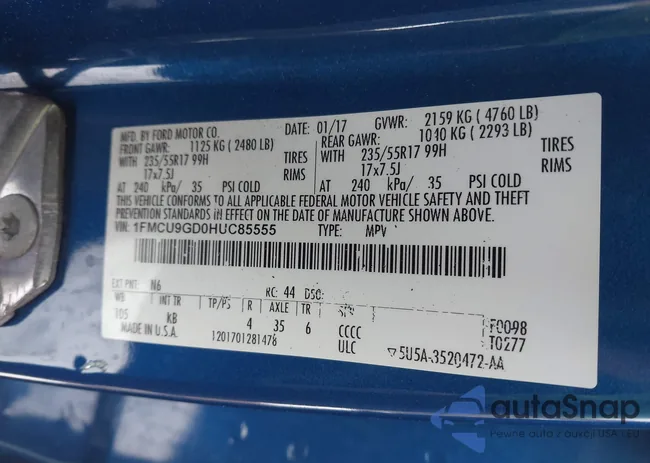 MFD. BY FORD MOTOR CO. DATE: 01/17 GVWR: 2159 KG ( 4760 LB)
FRONT GAWR: 1125 KG ( 2480 LB) REAR GAWR: 1040 KG ( 2293 LB)
WITH 235/55R17 99H TIRES WITH 235/55R17 99H TIRES
17x7.5J RIMS 17x7.5J RIMS
AT 240 kPa/ 35 PSI COLD AT 240 kPa/ 35 PSI COLD
THIS VEHICLE CONFORMS TO ALL APPLICABLE FEDERAL MOTOR VEHICLE SAFETY AND THEFT
PREVENTION STANDARDS IN EFFECT ON THE DATE OF MANUFACTURE SHOWN ABOVE.
VIN: 1FMCU9GD0HUC85555 TYPE: MPV
EXT PNT: N6 RC: 44 DSO:
WB INT TR TP/PS R AXLE TR
105 kB 4 35 6 CCCC F0098
MADE IN U.S.A. 1201701281478 ULC T0277
5U5A-3520472-AA
autaSnap
Pewne auta z aukcji USA i EU